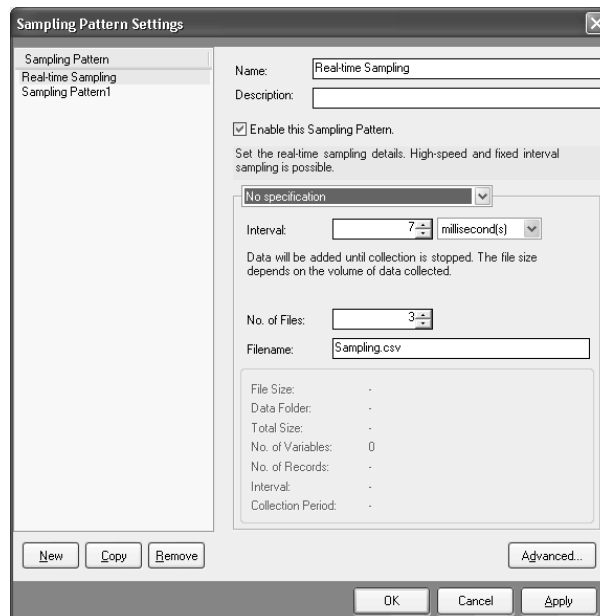 Sampling Pattern Settings
Sampling Pattern
Real-time Sampling
Sampling Pattern1
Name: Real-time Sampling
Description:
Enable this Sampling Pattern.
Set the real-time sampling details. High-speed and fixed interval
sampling is possible.
No specification
Interval: 7 millisecond(s)
Data will be added until collection is stopped. The file size
depends on the volume of data collected.
No. of Files: 3
Filename: Sampling.csv
File Size: -
Data Folder: -
Total Size: -
No. of Variables: 0
No. of Records: -
Interval: -
Collection Period: -
New Copy Remove Advanced...
OK Cancel Apply